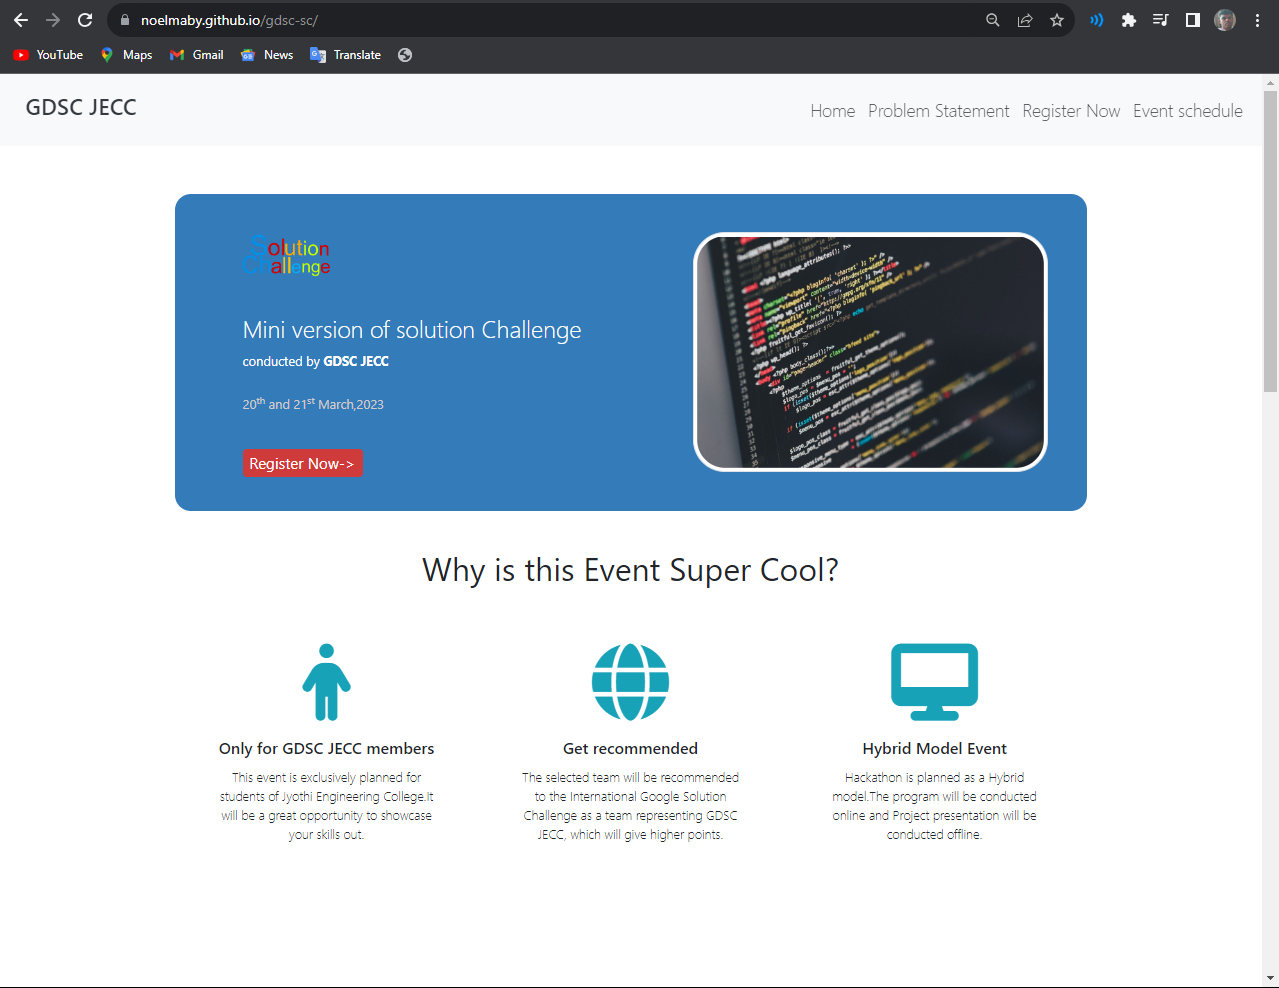 noelmaby.github.io/gdsc-sc/
YouTube Maps Gmail News Translate
GDSC JECC
Home Problem Statement Register Now Event schedule
Solution
Challenge
Mini version of solution Challenge
conducted by GDSC JECC
20th and 21st March,2023
Register Now->
Why is this Event Super Cool?
Only for GDSC JECC members
This event is exclusively planned for
students of Jyothi Engineering College.It
will be a great opportunity to showcase
your skills out.
Get recommended
The selected team will be recommended
to the International Google Solution
Challenge as a team representing GDSC
JECC, which will give higher points.
Hybrid Model Event
Hackathon is planned as a Hybrid
model.The program will be conducted
online and Project presentation will be
conducted offline.